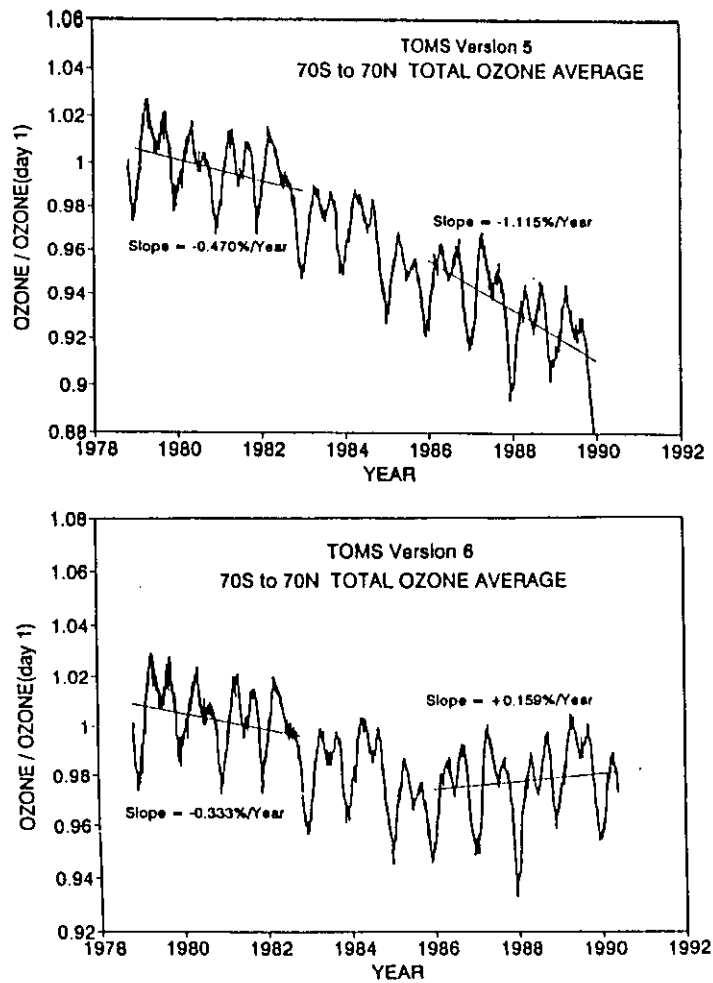 1.08
TOMS Version 5
1.04
70S to 70N TOTAL OZONE AVERAGE
1.02
1
0.98
Slope = -1.115%/Year
0.96
Slope = -0.470%/Year
0.94
0.92
0.9
0.88
OZONE / OZONE(day 1)
1978 1980 1982 1984 1986 1988 1990 1992
YEAR
1.08
TOMS Version 6
1.06
70S to 70N TOTAL OZONE AVERAGE
1.04
1.02
Slope = +0.159%/Year
1
0.98
Slope = -0.333%/Year
0.96
0.94
0.92
OZONE / OZONE(day 1)
1978 1980 1982 1984 1986 1988 1990 1992
YEAR